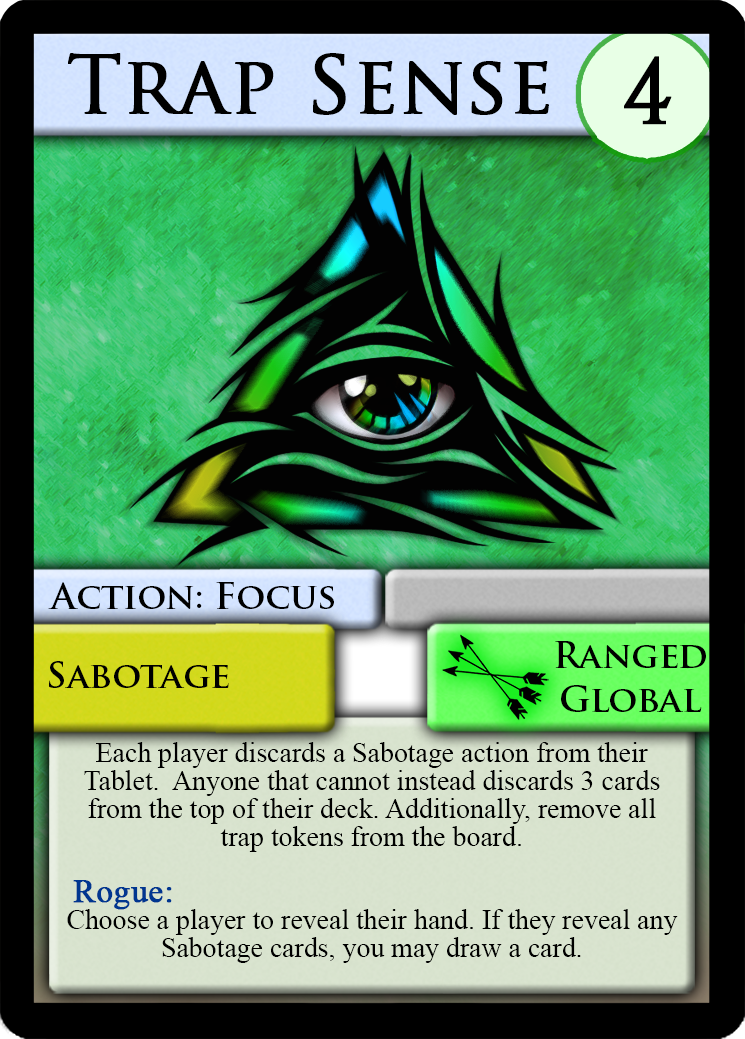 Trap Sense
4
Action: Focus
Sabotage
Ranged
Global
Each player discards a Sabotage action from their
Tablet.  Anyone that cannot instead discards 3 cards
from the top of their deck. Additionally, remove all
trap tokens from the board.
Rogue:
Choose a player to reveal their hand. If they reveal any
Sabotage cards, you may draw a card.